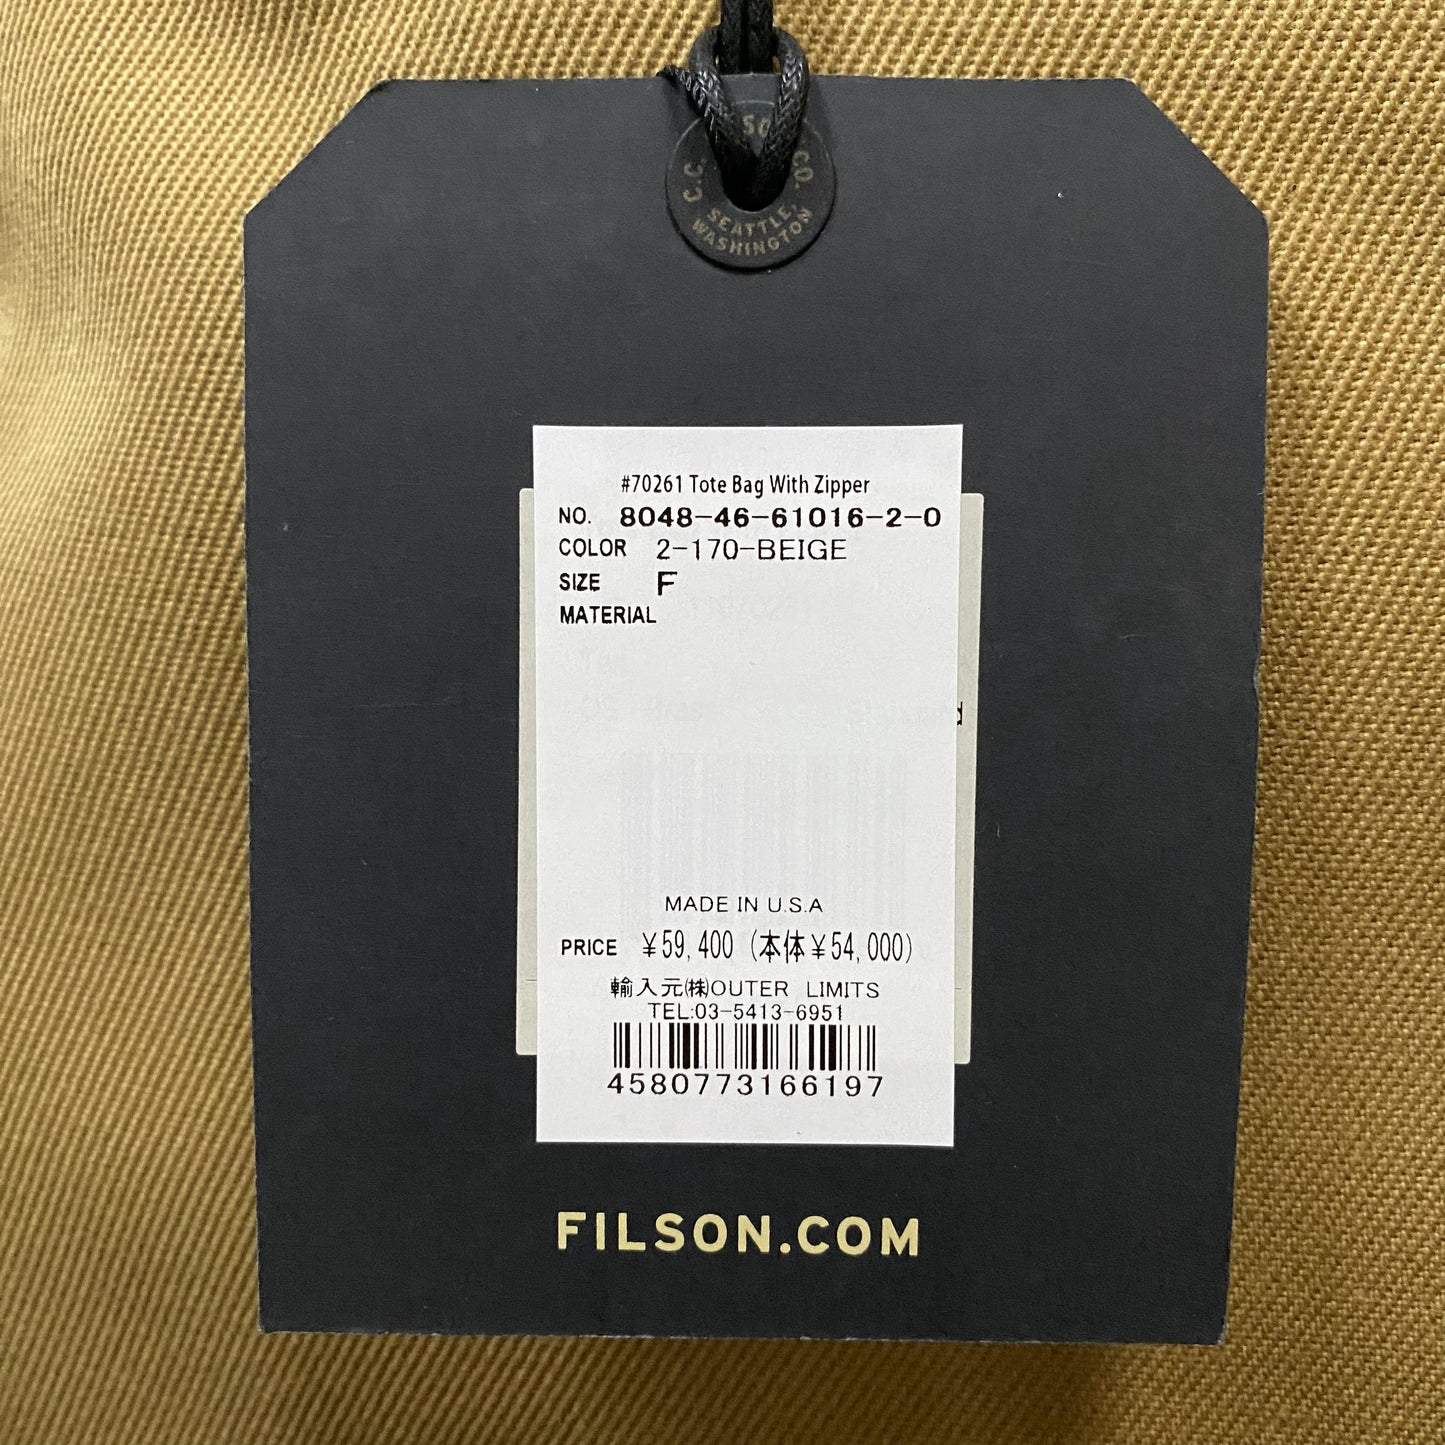 C.C. CO.
SEATTLE,
WASHINGTON
#70261 Tote Bag With Zipper
NO. 8048-46-61016-2-0
COLOR 2-170-BEIGE
SIZE F
MATERIAL
MADE IN U.S.A
PRICE ¥59,400 (本体¥54,000)
輸入元㈱OUTER LIMITS
TEL:03-5413-6951
4580773166197
FILSON.COM